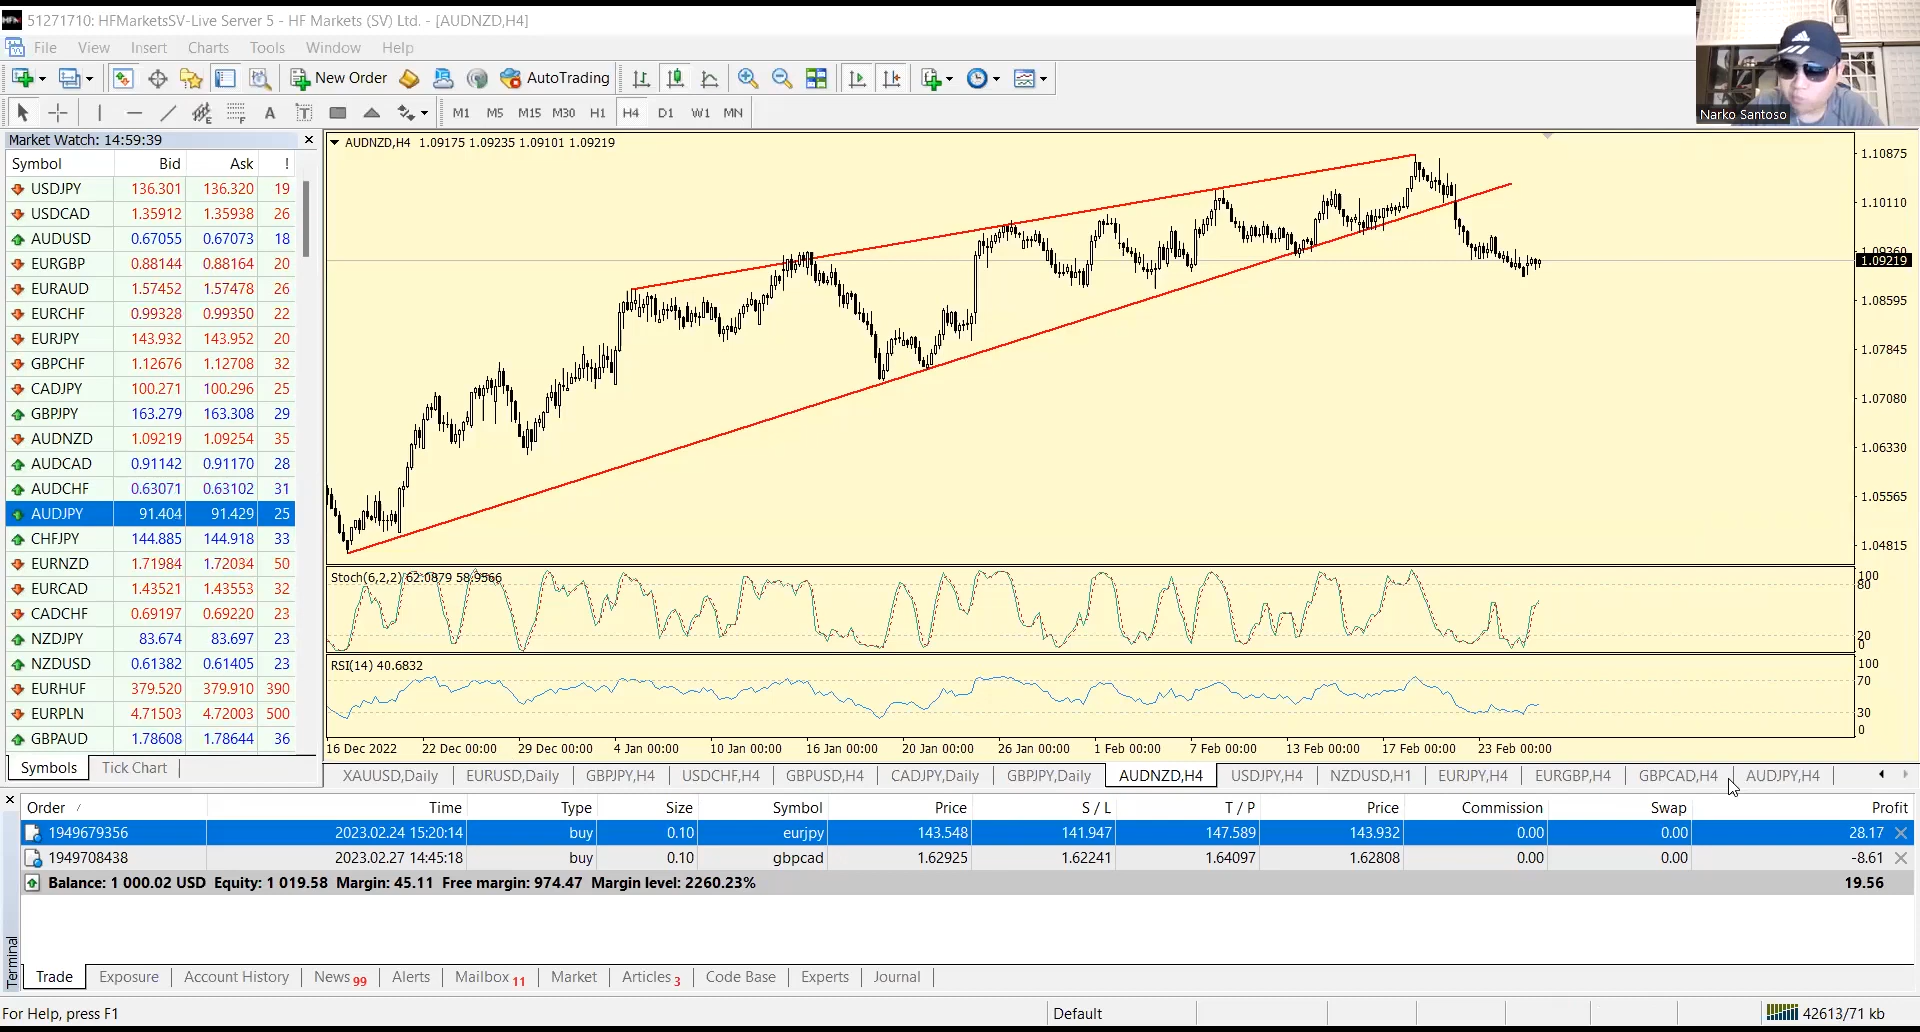 51271710: HFMarketsSV-Live Server 5 - HF Markets (SV) Ltd. - [AUDNZD,H4]
File View Insert Charts Tools Window Help
New Order AutoTrading
A T M1 M5 M15 M30 H1 H4 D1 W1 MN
Narko Santoso
Market Watch: 14:59:39
Symbol Bid Ask !
USDJPY 136.301 136.320 19
USDCAD 1.35912 1.35938 26
AUDUSD 0.67055 0.67073 18
EURGBP 0.88144 0.88164 20
EURAUD 1.57452 1.57478 26
EURCHF 0.99328 0.99350 22
EURJPY 143.932 143.952 20
GBPCHF 1.12676 1.12708 32
CADJPY 100.271 100.296 25
GBPJPY 163.279 163.308 29
AUDNZD 1.09219 1.09254 35
AUDCAD 0.91142 0.91170 28
AUDCHF 0.63071 0.63102 31
AUDJPY 91.404 91.429 25
CHFJPY 144.885 144.918 33
EURNZD 1.71984 1.72034 50
EURCAD 1.43521 1.43553 32
CADCHF 0.69197 0.69220 23
NZDJPY 83.674 83.697 23
NZDUSD 0.61382 0.61405 23
EURHUF 379.520 379.910 390
EURPLN 4.71503 4.72003 500
GBPAUD 1.78608 1.78644 36
Symbols Tick Chart
AUDNZD,H4 1.09175 1.09235 1.09101 1.09219
1.10875
1.10110
1.09360
1.09219
1.08595
1.07845
1.07080
1.06330
1.05565
1.04815
Stoch(6,2,2) 62.0879 58.9566
100
80
20
0
RSI(14) 40.6832
100
70
30
0
16 Dec 2022 22 Dec 00:00 29 Dec 00:00 4 Jan 00:00 10 Jan 00:00 16 Jan 00:00 20 Jan 00:00 26 Jan 00:00 1 Feb 00:00 7 Feb 00:00 13 Feb 00:00 17 Feb 00:00 23 Feb 00:00
XAUUSD,Daily EURUSD,Daily GBPJPY,H4 USDCHF,H4 GBPUSD,H4 CADJPY,Daily GBPJPY,Daily AUDNZD,H4 USDJPY,H4 NZDUSD,H1 EURJPY,H4 EURGBP,H4 GBPCAD,H4 AUDJPY,H4
Order / Time Type Size Symbol Price S / L T / P Price Commission Swap Profit
1949679356 2023.02.24 15:20:14 buy 0.10 eurjpy 143.548 141.947 147.589 143.932 0.00 0.00 28.17
1949708438 2023.02.27 14:45:18 buy 0.10 gbpcad 1.62925 1.62241 1.64097 1.62808 0.00 0.00 -8.61
Balance: 1 000.02 USD Equity: 1 019.58 Margin: 45.11 Free margin: 974.47 Margin level: 2260.23% 19.56
Terminal
Trade Exposure Account History News 99 Alerts Mailbox 11 Market Articles 3 Code Base Experts Journal
For Help, press F1 Default 42613/71 kb